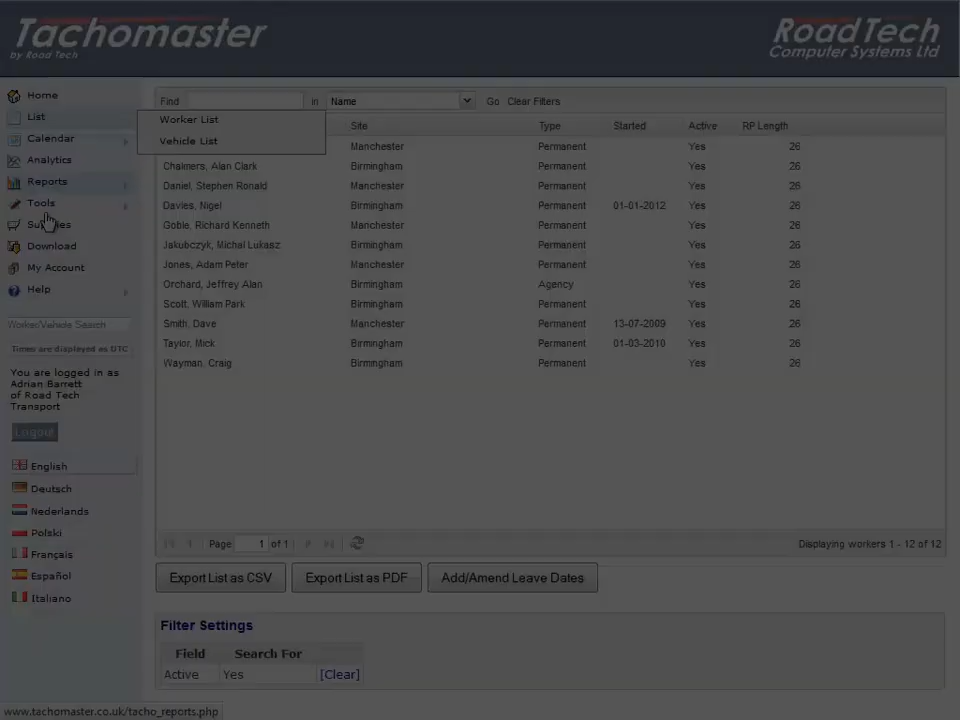 Tachomaster
by Road Tech
RoadTech
Computer Systems Ltd
Home
List
Calendar
Analytics
Reports
Tools
Download
My Account
Help
Worker/Vehicle Search
Times are displayed as UTC
You are logged in as
Adrian Barrett
of Road Tech
Transport
Logout
English
Deutsch
Nederlands
Polski
Français
Español
Italiano
Find in Name Go Clear Filters
Worker List
Vehicle List
Site Type Started Active RP Length
Manchester Permanent Yes 26
Chalmers, Alan Clark Birmingham Permanent Yes 26
Daniel, Stephen Ronald Manchester Permanent Yes 26
Davies, Nigel Birmingham Permanent 01-01-2012 Yes 26
Goble, Richard Kenneth Manchester Permanent Yes 26
Jakubczyk, Michal Lukasz Birmingham Permanent Yes 26
Jones, Adam Peter Manchester Permanent Yes 26
Orchard, Jeffrey Alan Birmingham Agency Yes 26
Scott, William Park Birmingham Permanent Yes 26
Smith, Dave Manchester Permanent 13-07-2009 Yes 26
Taylor, Mick Birmingham Permanent 01-03-2010 Yes 26
Wayman, Craig Birmingham Permanent Yes 26
Page 1 of 1 Displaying workers 1 - 12 of 12
Export List as CSV Export List as PDF Add/Amend Leave Dates
Filter Settings
Field Search For
Active Yes [Clear]
www.tachomaster.co.uk/tacho_reports.php